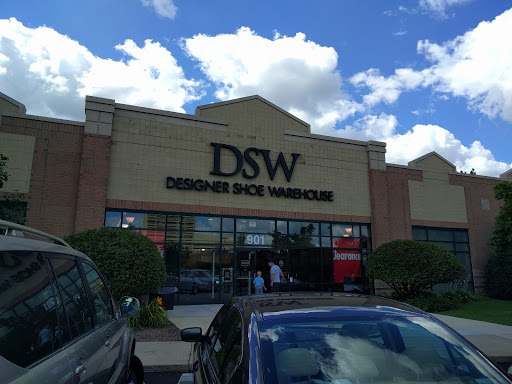 DSW
DESIGNER SHOE WAREHOUSE
901
Clearance